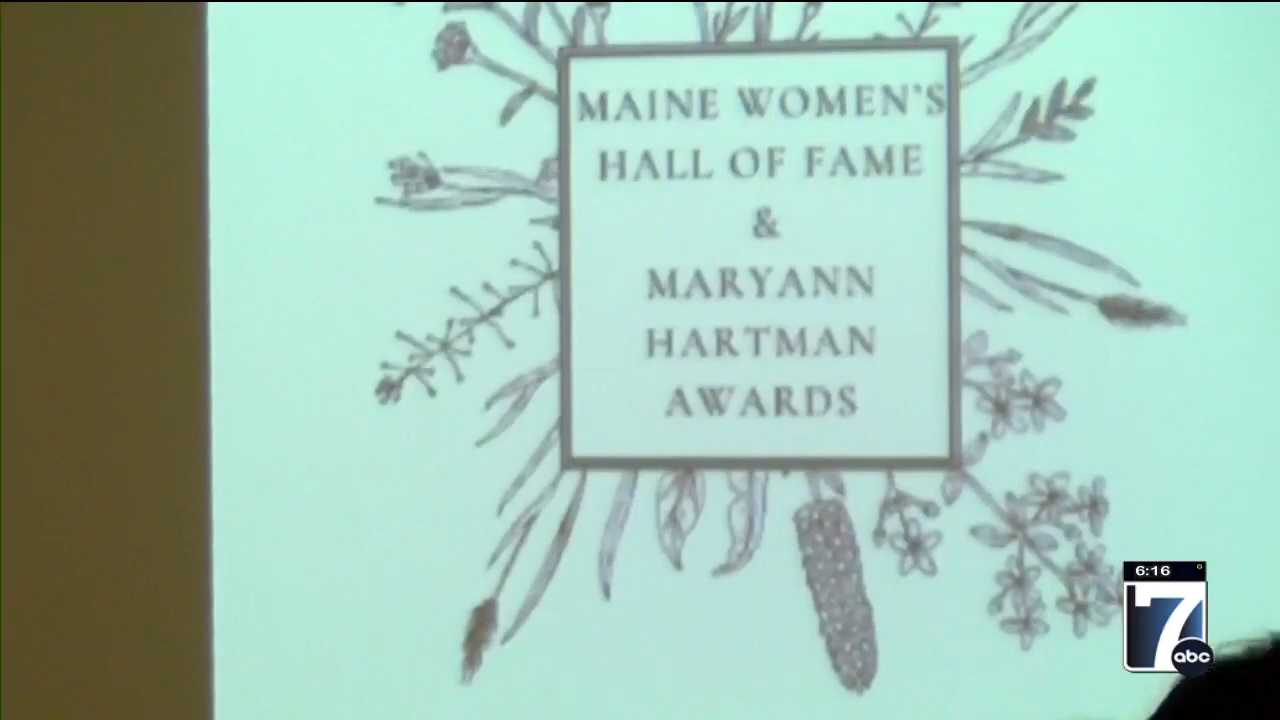 MAINE WOMEN'S
HALL OF FAME
&
MARYANN
HARTMAN
AWARDS
6:16
7
abc